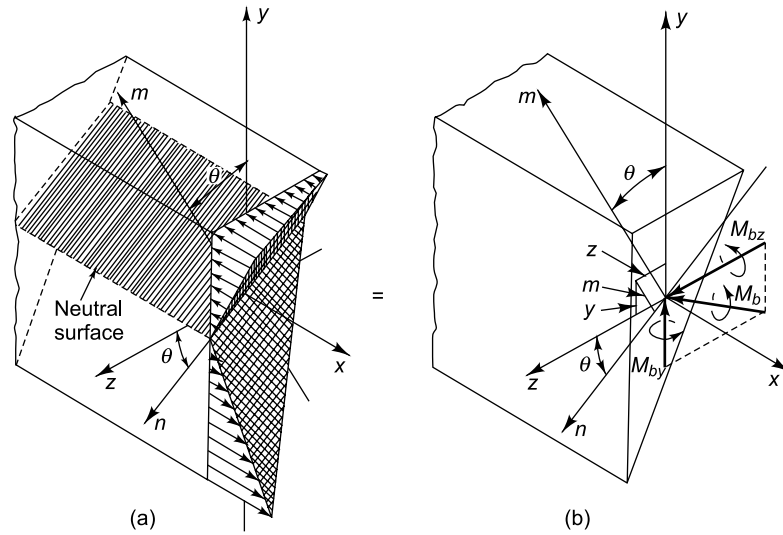 y
m
θ
Neutral
surface
θ
z
n
x
(a)
=
y
m
θ
z
m
y
M_bz
M_b
M_by
θ
z
n
x
(b)